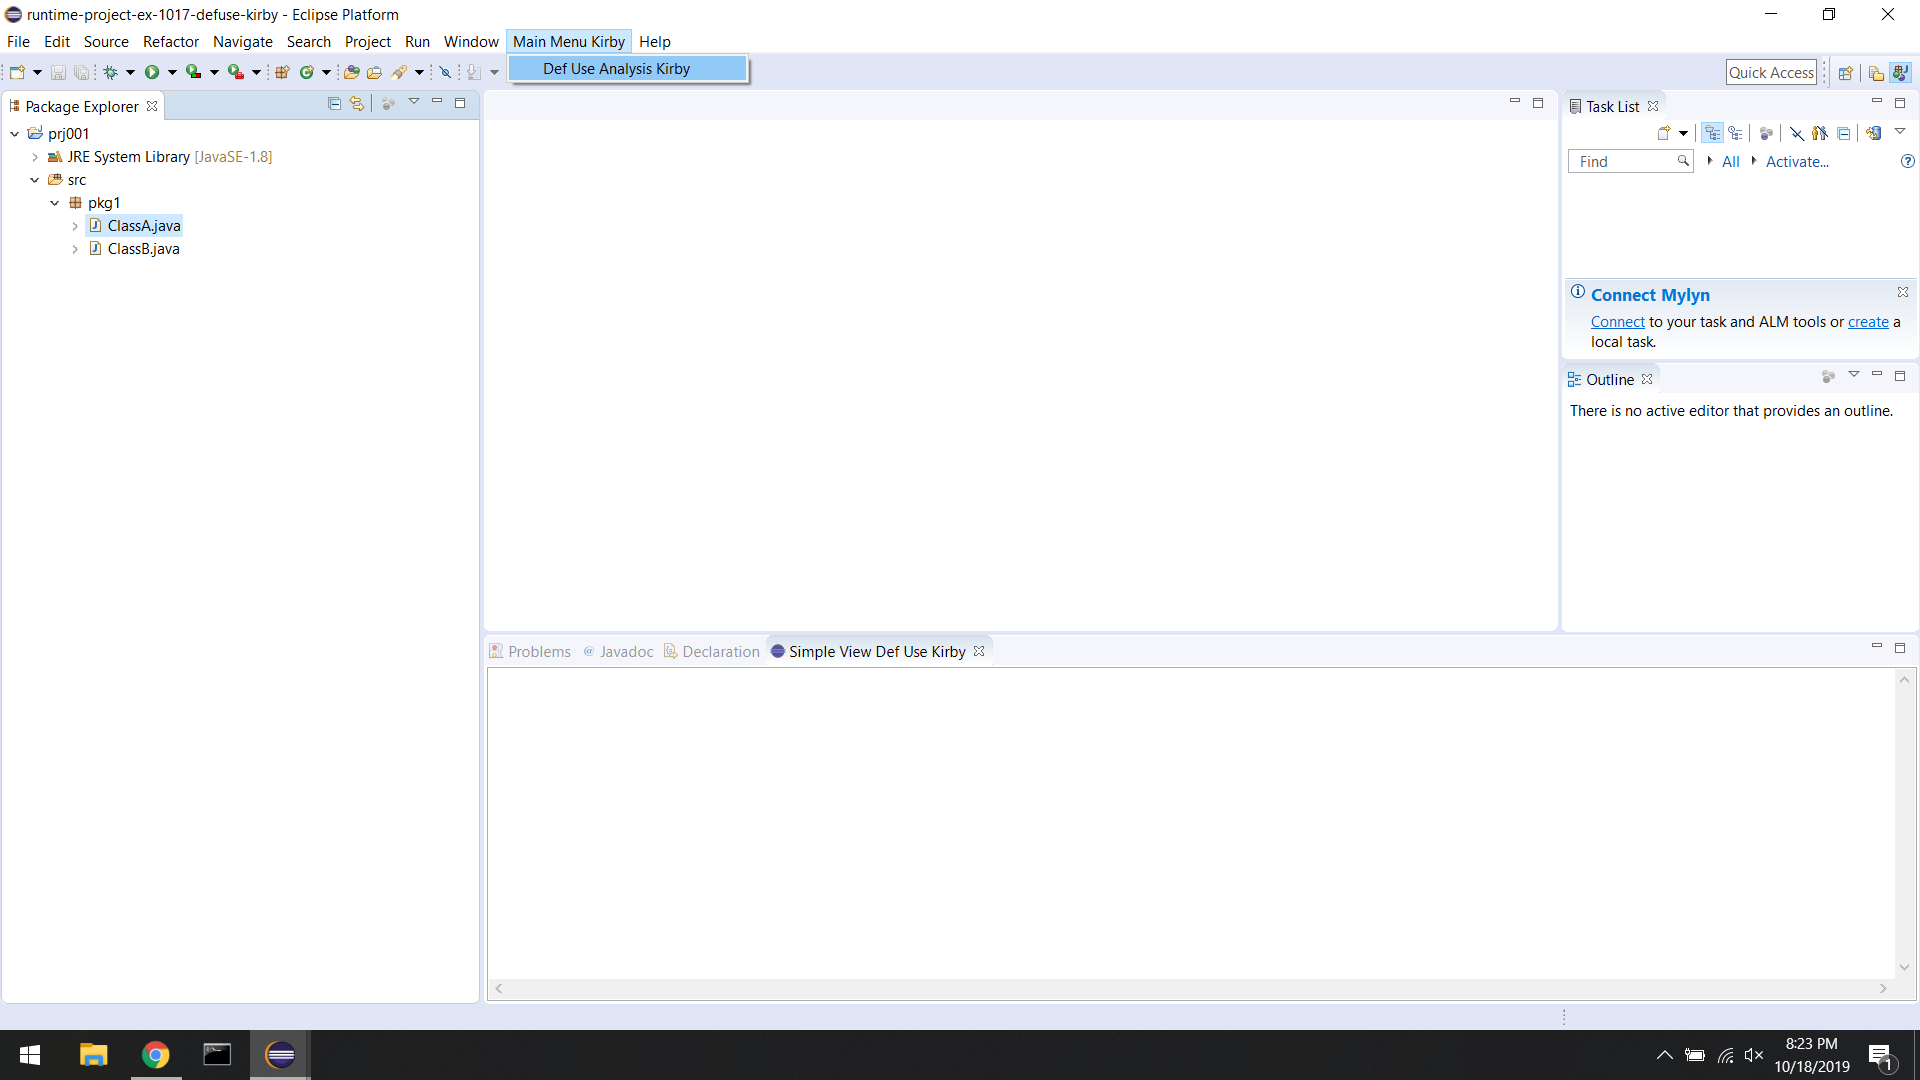 runtime-project-ex-1017-defuse-kirby - Eclipse Platform
File Edit Source Refactor Navigate Search Project Run Window Main Menu Kirby Help
Def Use Analysis Kirby
Quick Access
Package Explorer
prj001
JRE System Library [JavaSE-1.8]
src
pkg1
ClassA.java
ClassB.java
Task List
Find
All
Activate...
Connect Mylyn
Connect to your task and ALM tools or create a
local task.
Outline
There is no active editor that provides an outline.
Problems @ Javadoc Declaration Simple View Def Use Kirby
8:23 PM
10/18/2019
1